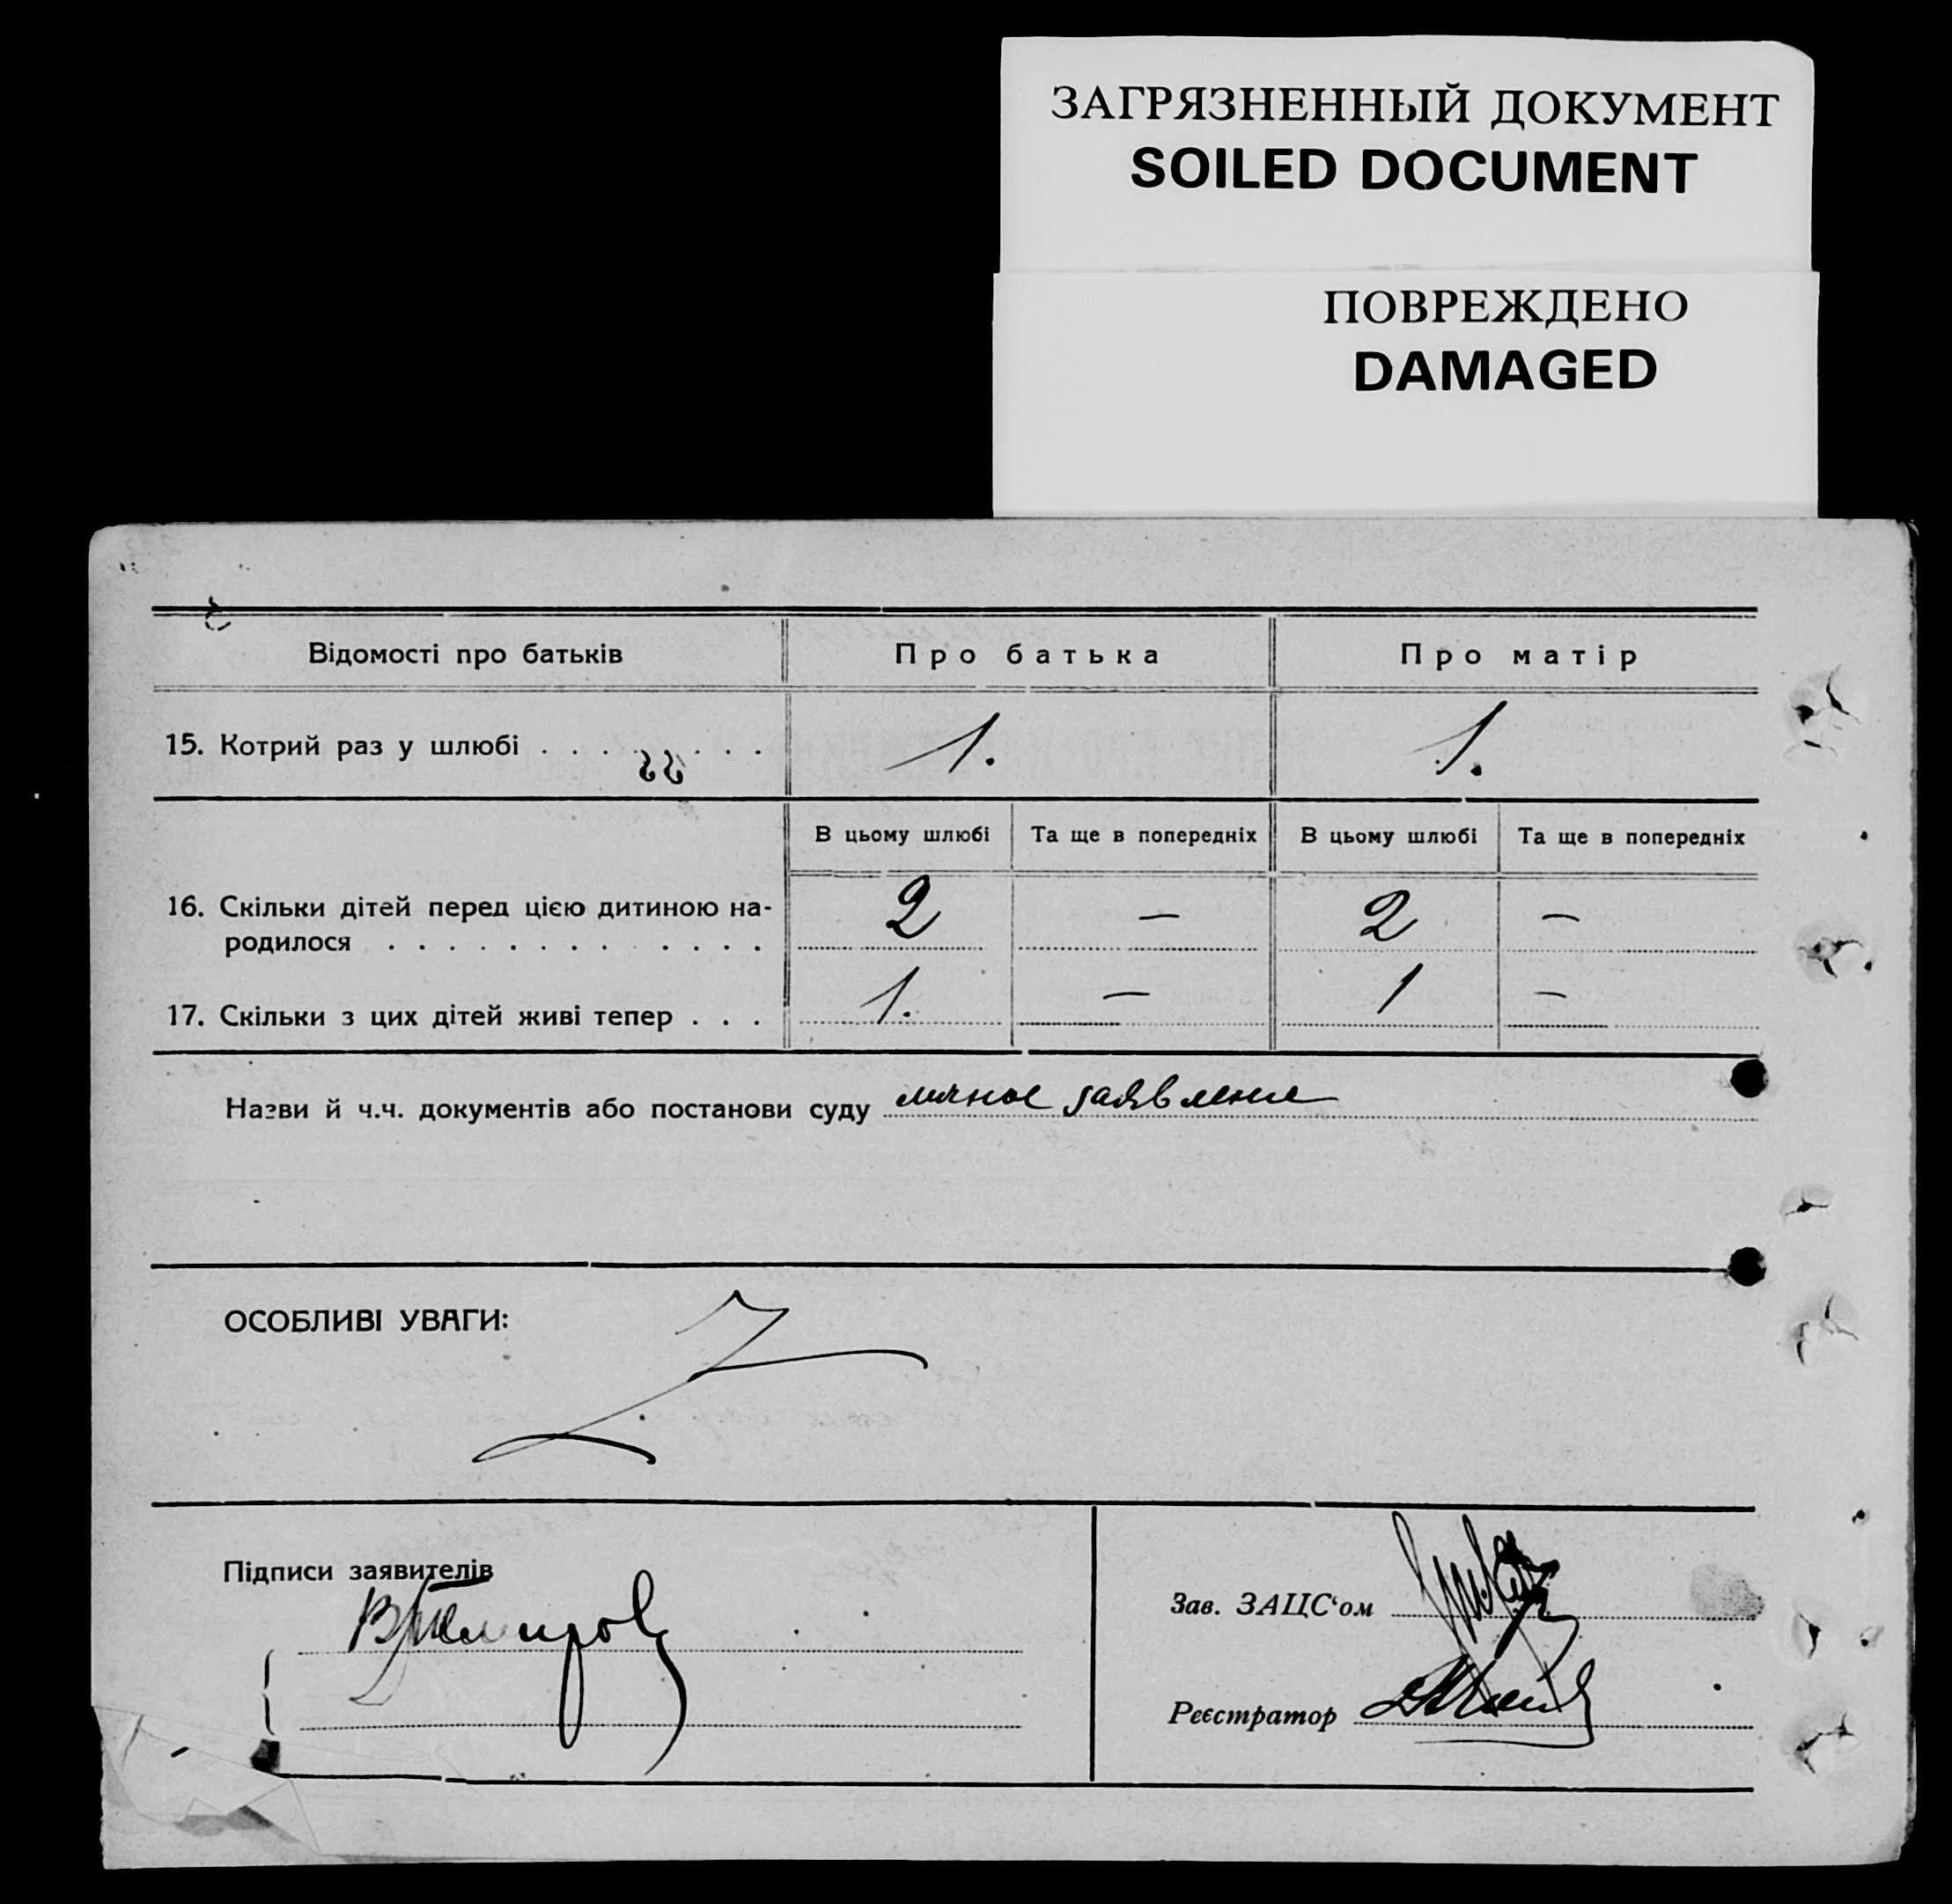 ЗАГРЯЗНЕННЫЙ ДОКУМЕНТ
SOILED DOCUMENT
ПОВРЕЖДЕНО
DAMAGED
Відомості про батьків Про батька Про матір
15. Котрий раз у шлюбі . . . . . . . . 1. 1.
В цьому шлюбі Та ще в попередніх В цьому шлюбі Та ще в попередніх
16. Скільки дітей перед цією дитиною на-
родилося . . . . . . . . . . . . . 2 — 2 —
17. Скільки з цих дітей живі тепер . . . 1. — 1 —
Назви й ч.ч. документів або постанови суду личное заявление
ОСОБЛИВІ УВАГИ:
Підписи заявителів
Зав. ЗАЦС‘ом
Реєстратор